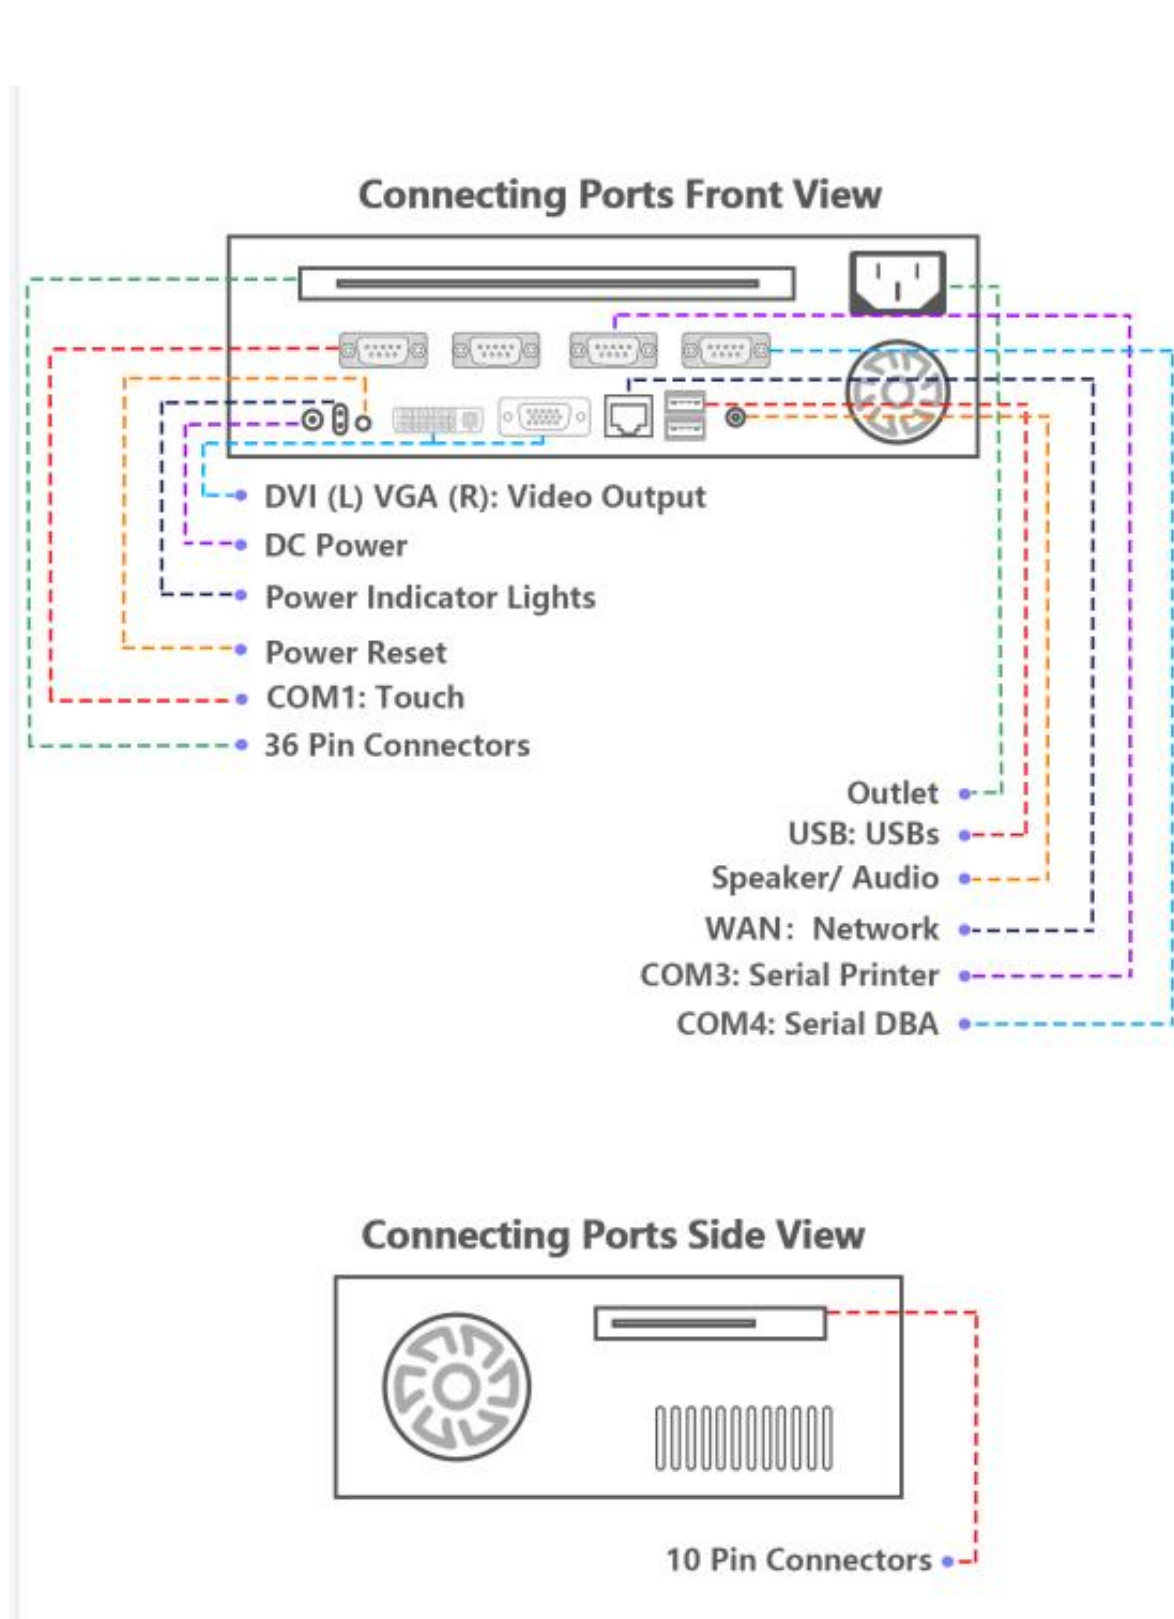 Connecting Ports Front View
DVI (L) VGA (R): Video Output
DC Power
Power Indicator Lights
Power Reset
COM1: Touch
36 Pin Connectors
Outlet
USB: USBs
Speaker/ Audio
WAN: Network
COM3: Serial Printer
COM4: Serial DBA
Connecting Ports Side View
10 Pin Connectors